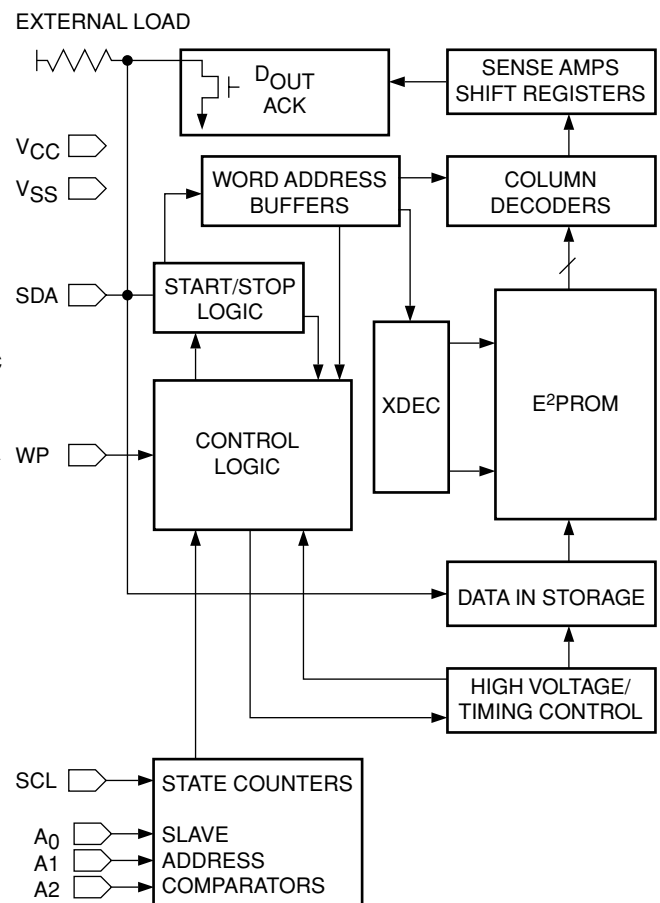 EXTERNAL LOAD
DOUT
ACK
SENSE AMPS
SHIFT REGISTERS
VCC
VSS
WORD ADDRESS
BUFFERS
COLUMN
DECODERS
SDA
START/STOP
LOGIC
XDEC
E²PROM
WP
CONTROL
LOGIC
DATA IN STORAGE
HIGH VOLTAGE/
TIMING CONTROL
SCL
STATE COUNTERS
A0
SLAVE
A1
ADDRESS
A2
COMPARATORS